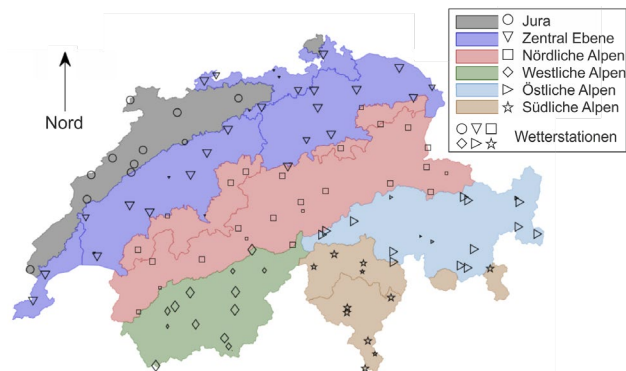 Jura
Zentral Ebene
Nördliche Alpen
Westliche Alpen
Östliche Alpen
Südliche Alpen
Wetterstationen
Nord